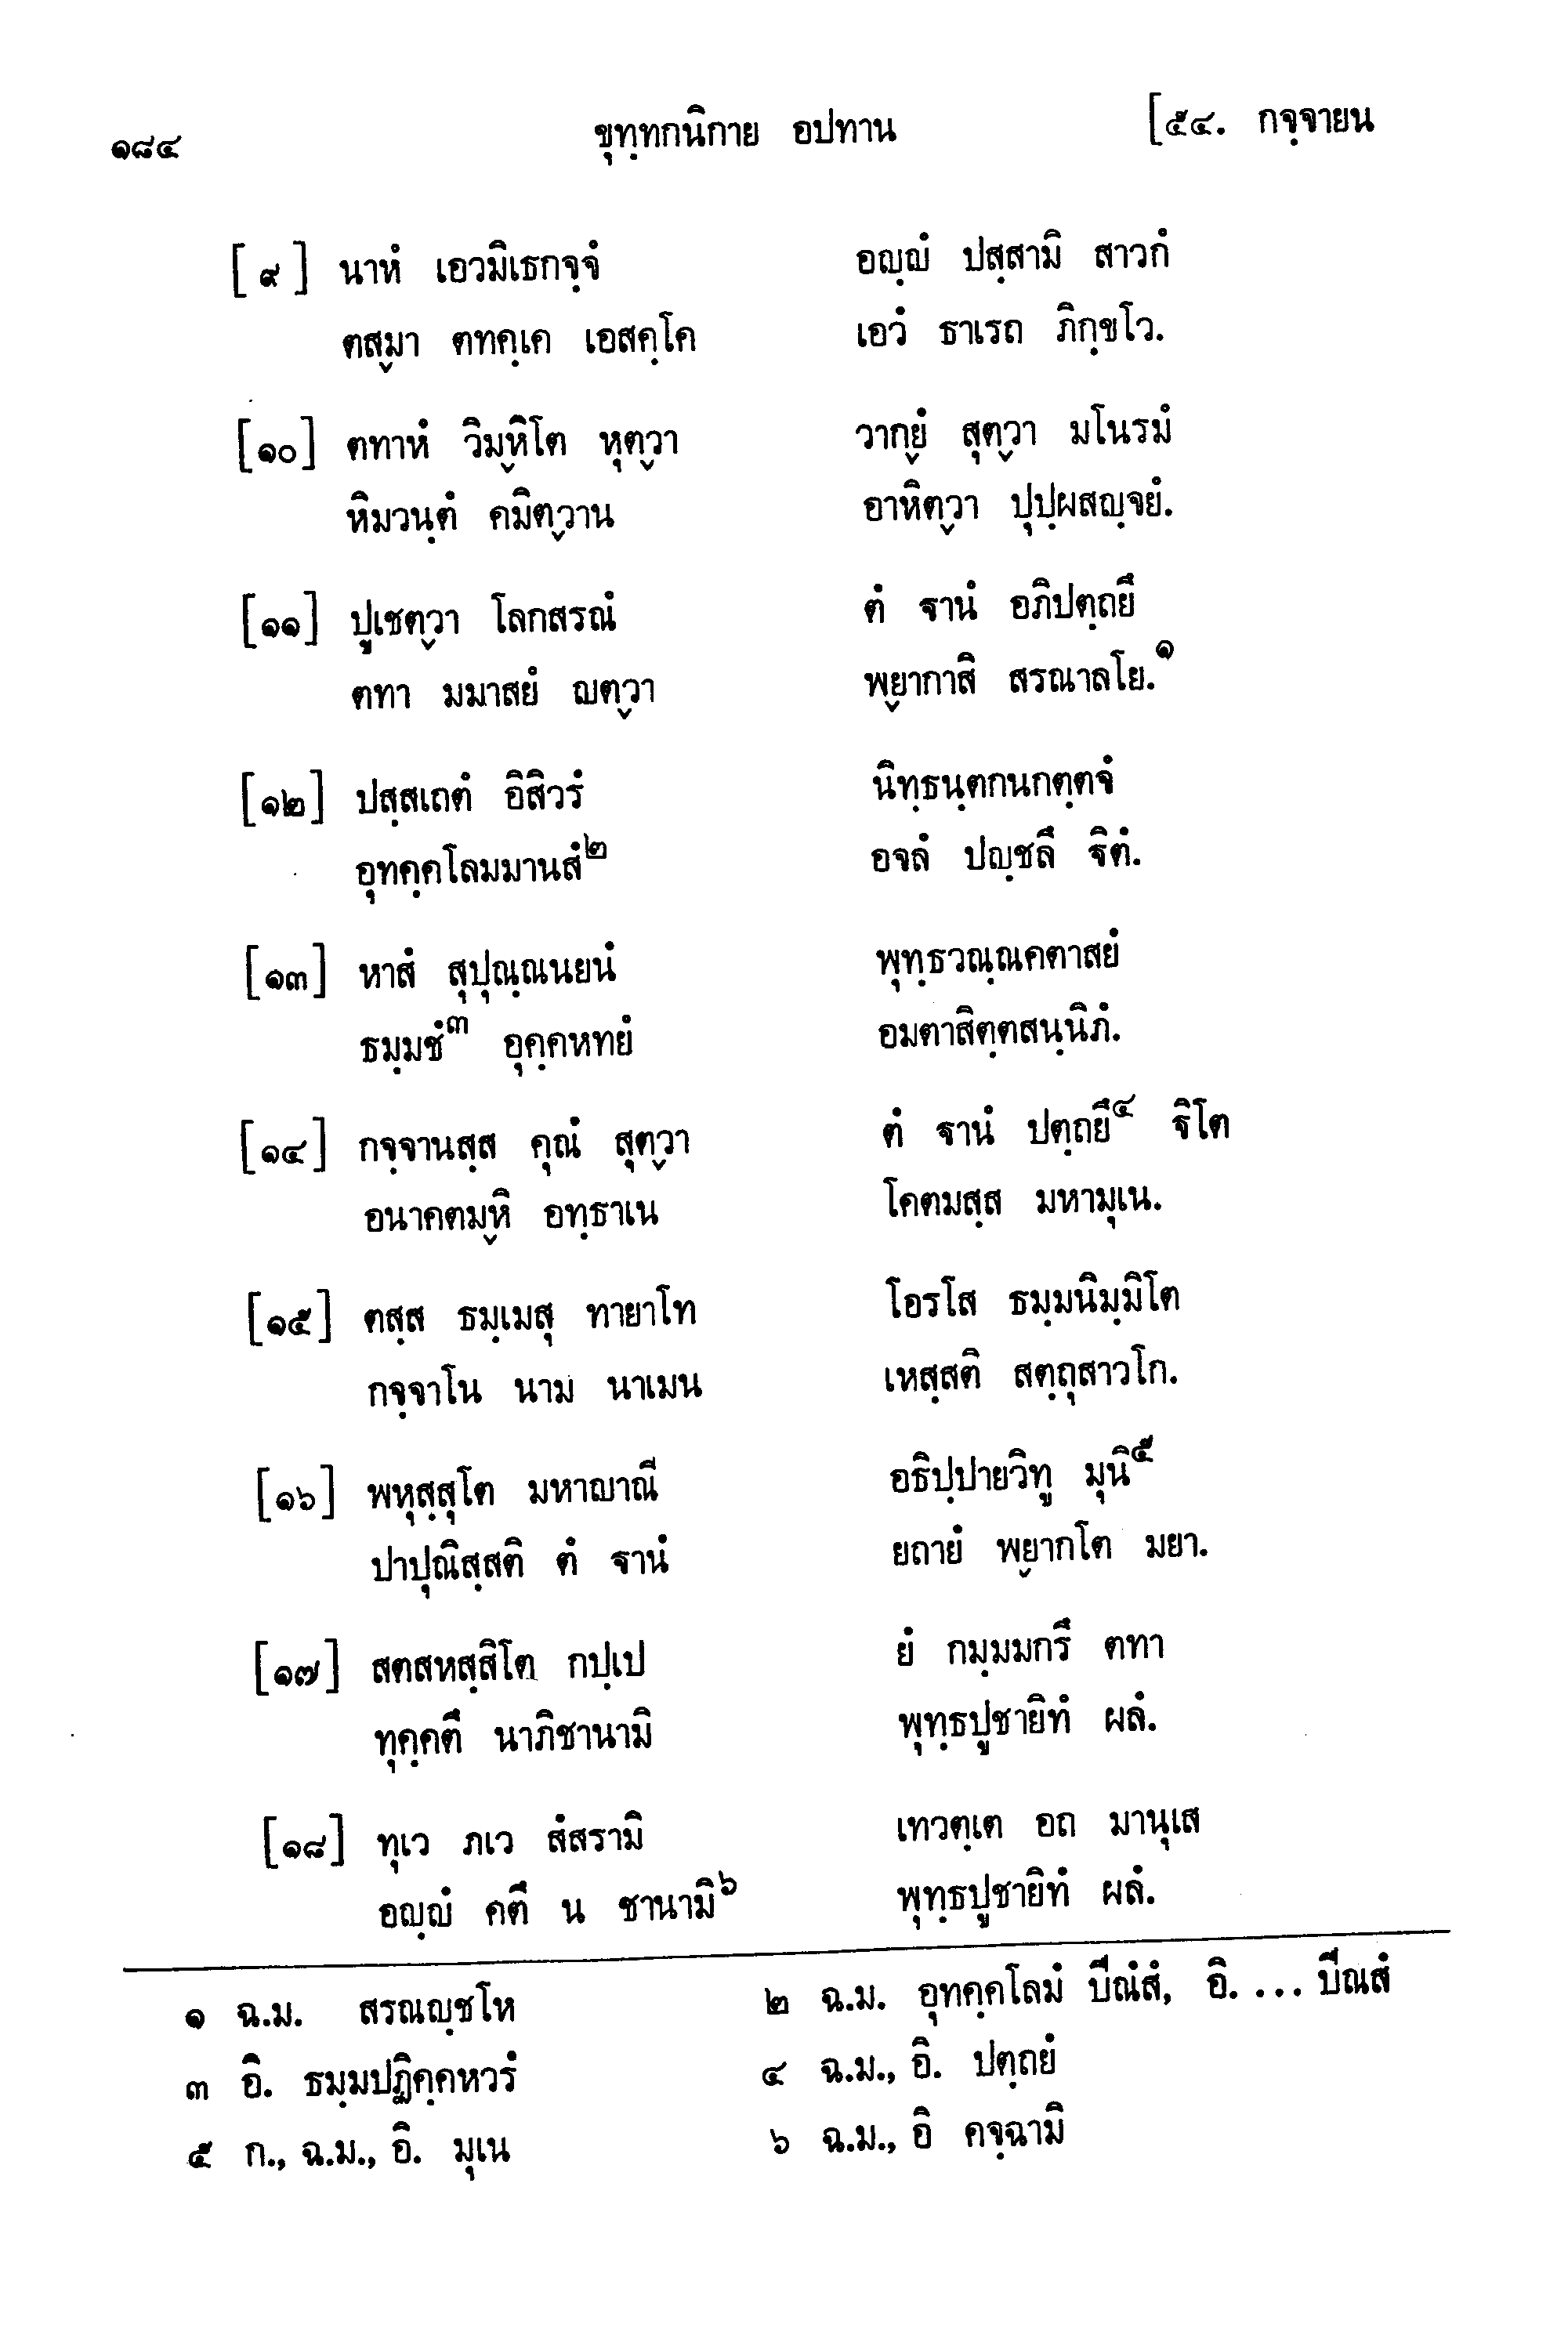 ๑๘๔ ขุทฺทกนิกาย อปทาน [๕๔. กจฺจายน
[๙] นาหํ เอวมิเธกจฺจํ อญฺญํ ปสฺสามิ สาวกํ
ตสฺมา ตทคฺเค เอสคฺโค เอวํ ธาเรถ ภิกฺขโว.
[๑๐] ตทาหํ วิมฺหิโต หุตฺวา วากฺยํ สุตฺวา มโนรมํ
หิมวนฺตํ คมิตฺวาน อาหิตฺวา ปุปฺผสญฺจยํ.
[๑๑] ปูเชตฺวา โลกสรณํ ตํ ฐานํ อภิปตฺถยึ
ตทา มมาสยํ ญตฺวา พฺยากาสิ สรณาลโย.๑
[๑๒] ปสฺสเถตํ อิสิวรํ นิทฺธนฺตกนกตฺตจํ
อุทคฺคโลมมานสํ๒ อจลํ ปญฺชลึ ฐิตํ.
[๑๓] หาสํ สุปุณฺณนยนํ พุทฺธวณฺณคตาสยํ
ธมฺมชํ๓ อุคฺคหทยํ อมตาสิตฺตสนฺนิภํ.
[๑๔] กจฺจานสฺส คุณํ สุตฺวา ตํ ฐานํ ปตฺถยึ๔ ฐิโต
อนาคตมฺหิ อทฺธาเน โคตมสฺส มหามุเน.
[๑๕] ตสฺส ธมฺเมสุ ทายาโท โอรโส ธมฺมนิมฺมิโต
กจฺจาโน นาม นาเมน เหสฺสติ สตฺถุสาวโก.
[๑๖] พหุสฺสุโต มหาญาณี อธิปฺปายวิทู มุนิ๕
ปาปุณิสฺสติ ตํ ฐานํ ยถายํ พฺยากโต มยา.
[๑๗] สตสหสฺสิโต กปฺเป ยํ กมฺมมกรึ ตทา
ทุคฺคตึ นาภิชานามิ พุทฺธปูชายิทํ ผลํ.
[๑๘] ทุเว ภเว สํสรามิ เทวตฺเต อถ มานุเส
อญฺญํ คตึ น ชานามิ๖ พุทฺธปูชายิทํ ผลํ.
๑ ฉ.ม. สรณญฺชโห ๒ ฉ.ม. อุทคฺคโลมํ ปีณํสํ, อิ. ... ปีณสํ
๓ อิ. ธมฺมปฏิคฺคหวรํ ๔ ฉ.ม., อิ. ปตฺถยํ
๕ ก., ฉ.ม., อิ. มุเน ๖ ฉ.ม., อิ คจฺฉามิ